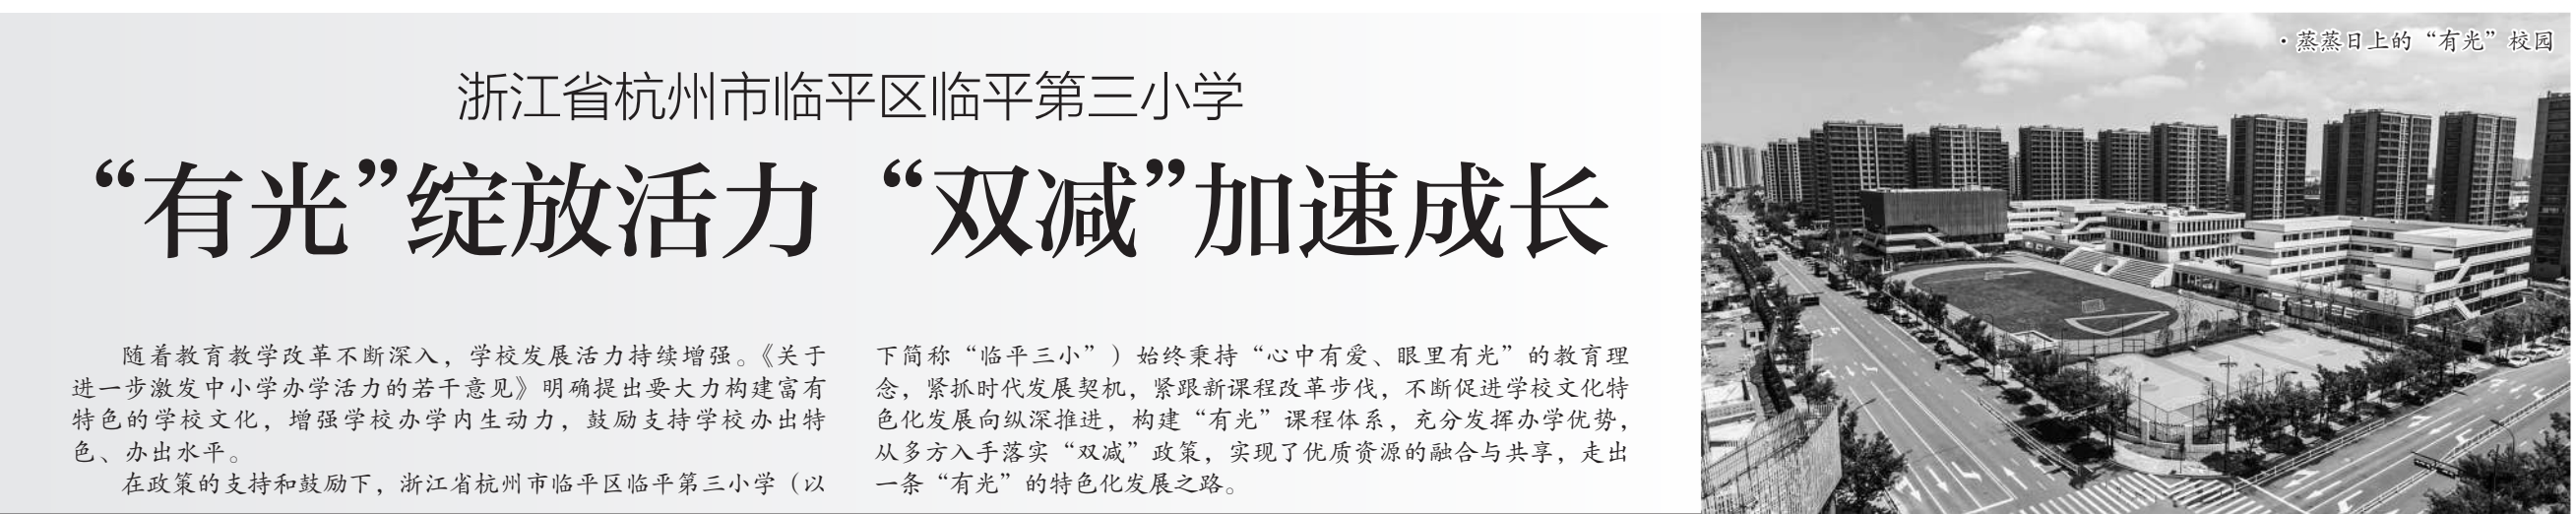 浙江省杭州市临平区临平第三小学
“有光”绽放活力 “双减”加速成长
随着教育教学改革不断深入，学校发展活力持续增强。《关于
进一步激发中小学办学活力的若干意见》明确提出要大力构建富有
特色的学校文化，增强学校办学内生动力，鼓励支持学校办出特
色、办出水平。
在政策的支持和鼓励下，浙江省杭州市临平区临平第三小学（以
下简称“临平三小”）始终秉持“心中有爱、眼里有光”的教育理
念，紧抓时代发展契机，紧跟新课程改革步伐，不断促进学校文化特
色化发展向纵深推进，构建“有光”课程体系，充分发挥办学优势，
从多方入手落实“双减”政策，实现了优质资源的融合与共享，走出
一条“有光”的特色化发展之路。
·蒸蒸日上的“有光”校园